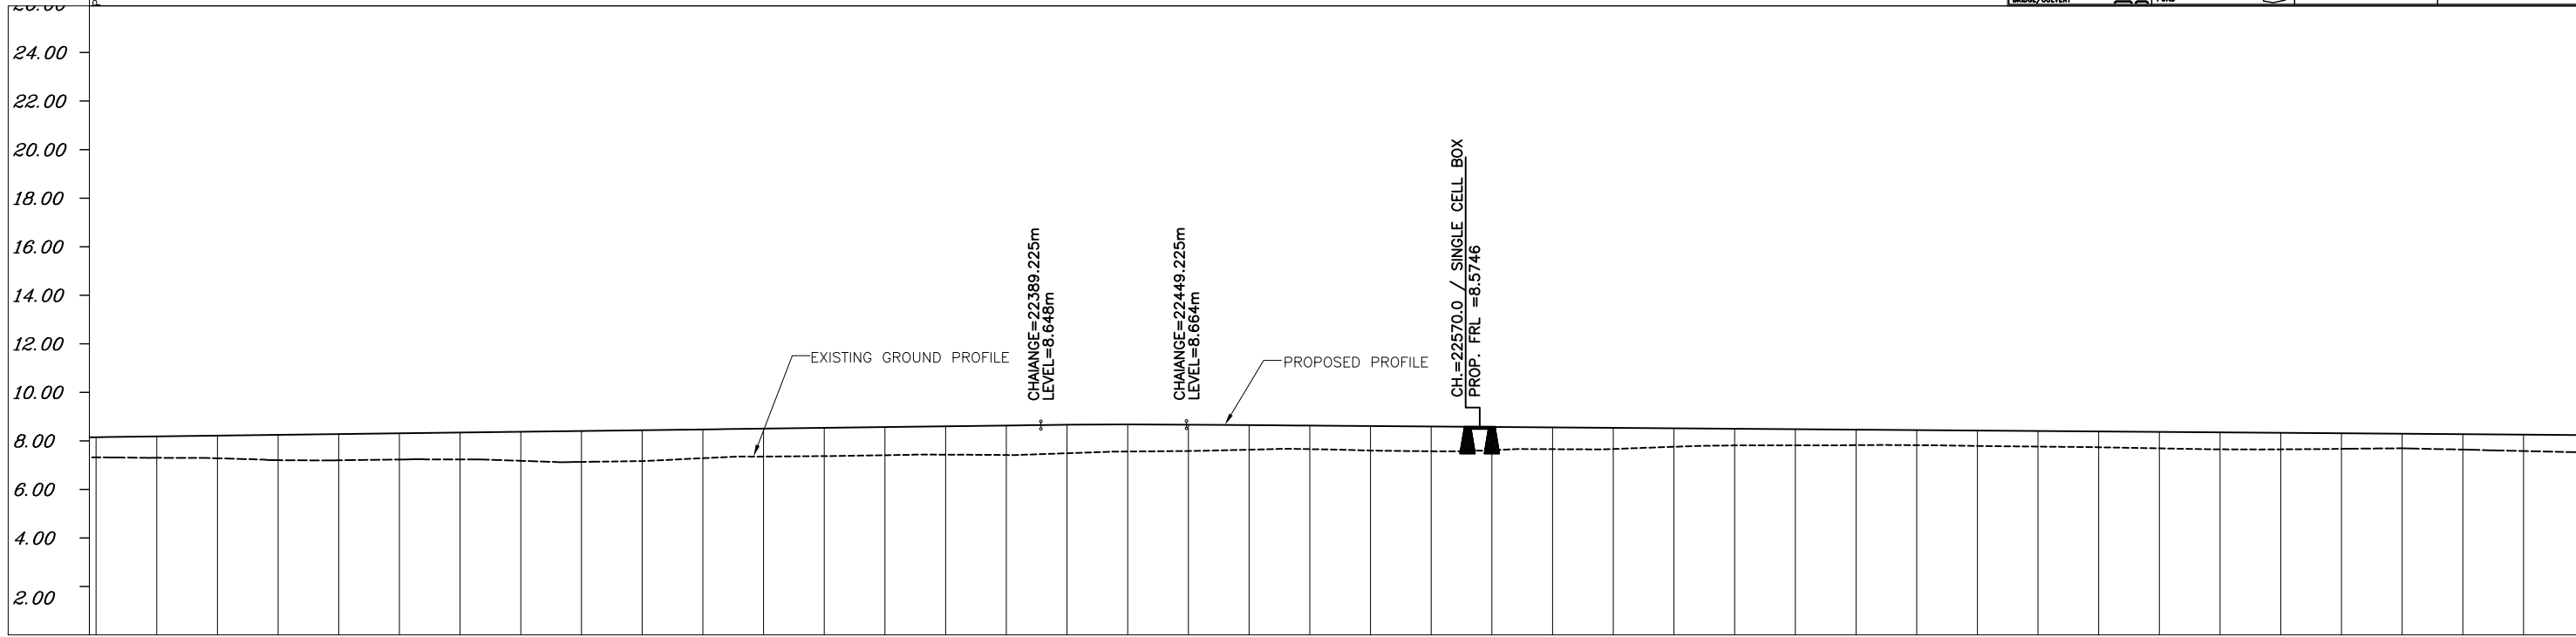 24.00
22.00
20.00
18.00
16.00
14.00
12.00
10.00
8.00
6.00
4.00
2.00
EXISTING GROUND PROFILE
CHAIANGE=22389.225m
LEVEL=8.648m
CHAIANGE=22449.225m
LEVEL=8.664m
PROPOSED PROFILE
CH.=22570.0 / SINGLE CELL BOX
PROP. FRL =8.5746